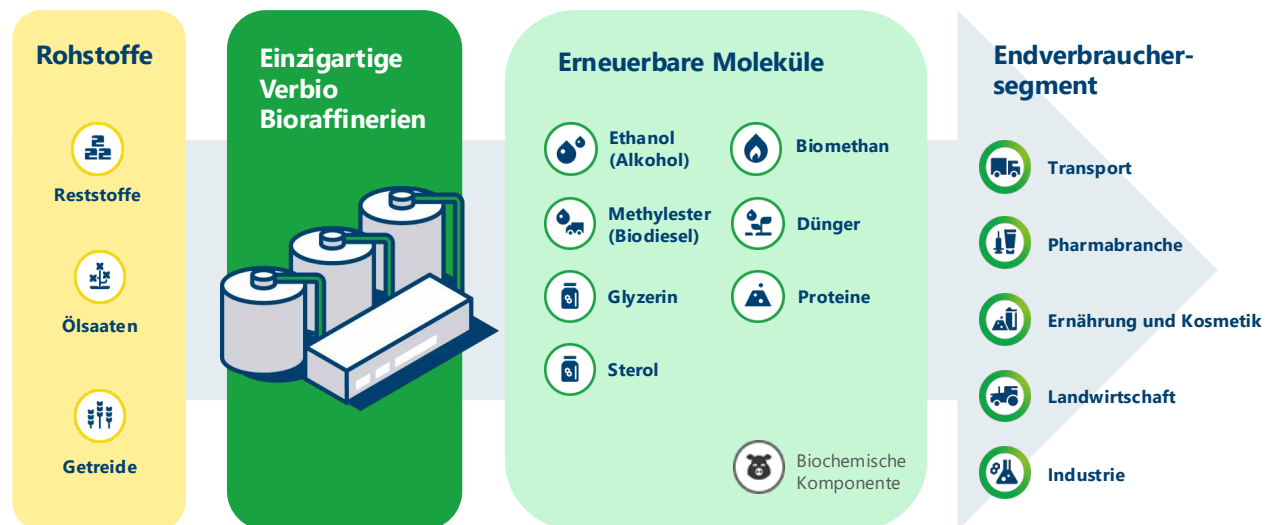 Rohstoffe
Reststoffe
Ölsaaten
Getreide
Einzigartige
Verbio
Bioraffinerien
Erneuerbare Moleküle
Ethanol
(Alkohol)
Methylester
(Biodiesel)
Glyzerin
Sterol
Biomethan
Dünger
Proteine
Biochemische
Komponente
Endverbraucher-
segment
Transport
Pharmabranche
Ernährung und Kosmetik
Landwirtschaft
Industrie